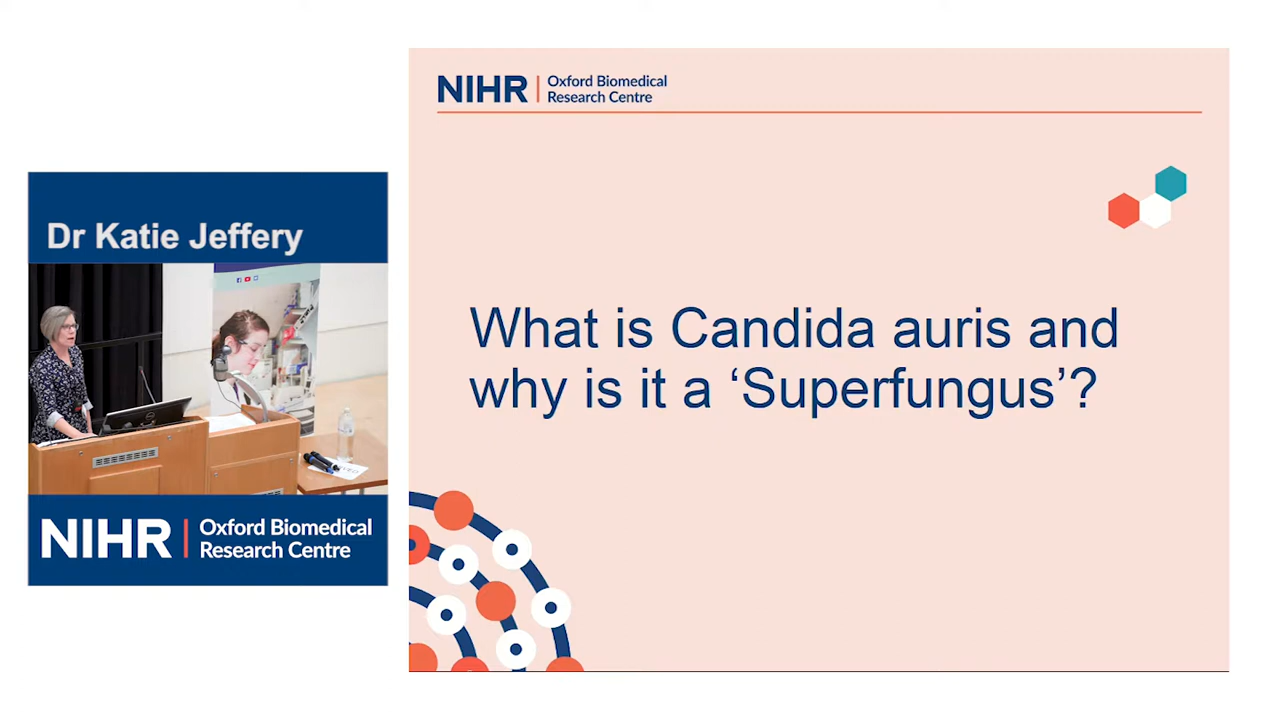 Dr Katie Jeffery
NIHR | Oxford Biomedical
Research Centre
NIHR | Oxford Biomedical
Research Centre
What is Candida auris and
why is it a ‘Superfungus’?